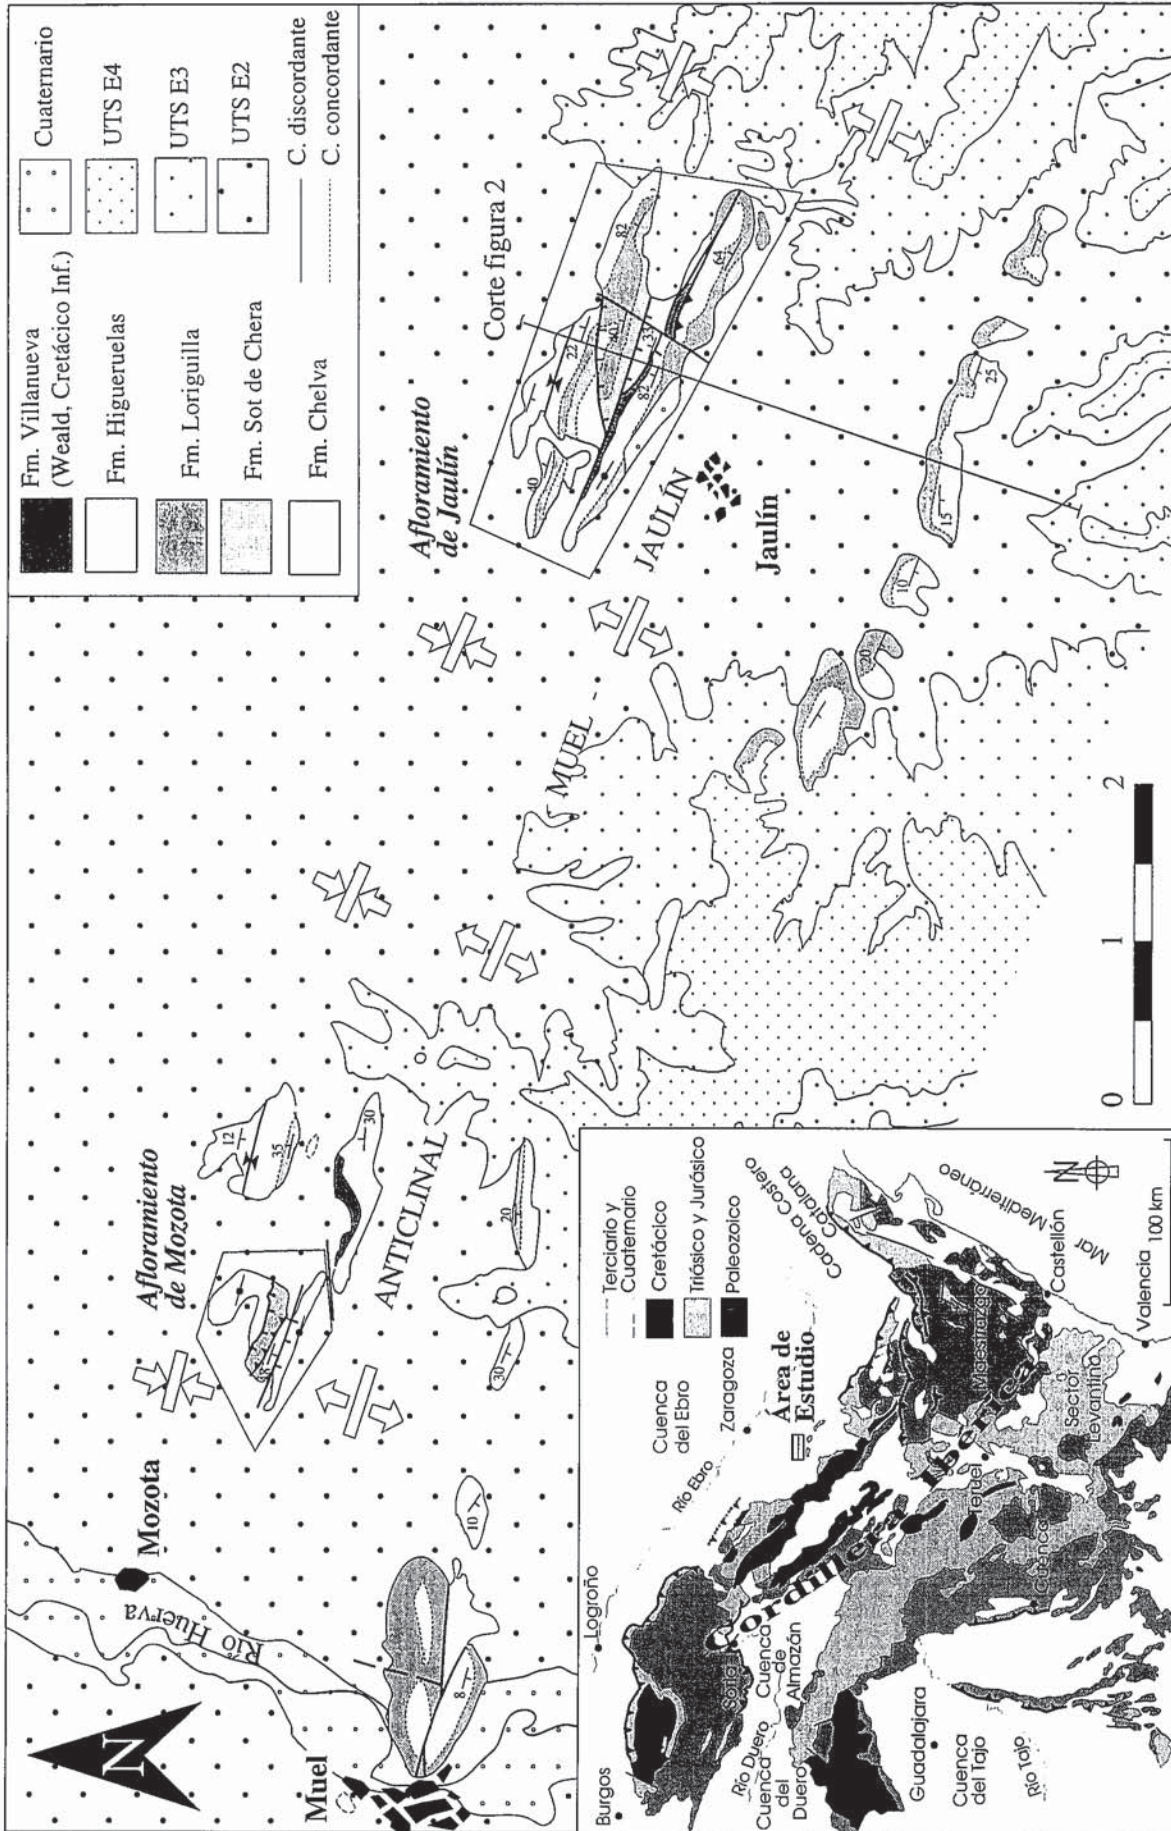 Fm. Villanueva
(Weald, Cretácico Inf.)
Fm. Higueruelas
Fm. Loriguilla
Fm. Sot de Chera
Fm. Chelva
Cuaternario
UTS E4
UTS E3
UTS E2
C. discordante
C. concordante
N
Mozota
Río Huerva
Muel
Afloramiento
de Mozota
ANTICLINAL
MUEL -
JAULÍN
Afloramiento
de Jaulín
Jaulín
Corte figura 2
8
10
30
20
12
35
30
40
22
82
40
33
82
64
20
10
15
25
0
1
2
Burgos
Logroño
Río Ebro
Cuenca
del Ebro
Zaragoza
Área de
Estudio
Terciario y
Cuaternario
Cretácico
Triásico y Jurásico
Paleozoico
Cadena Costero
Catalana
Soria
Río Duero
Cuenca
del
Duero
Cuenca
de
Almazán
Cordillera Ibérica
Maestrazgo
Mar Mediterráneo
N
Guadalajara
Cuenca
del Tajo
Río Tajo
Teruel
Cuenca
Sector
Levantino
Castellón
Valencia
100 km